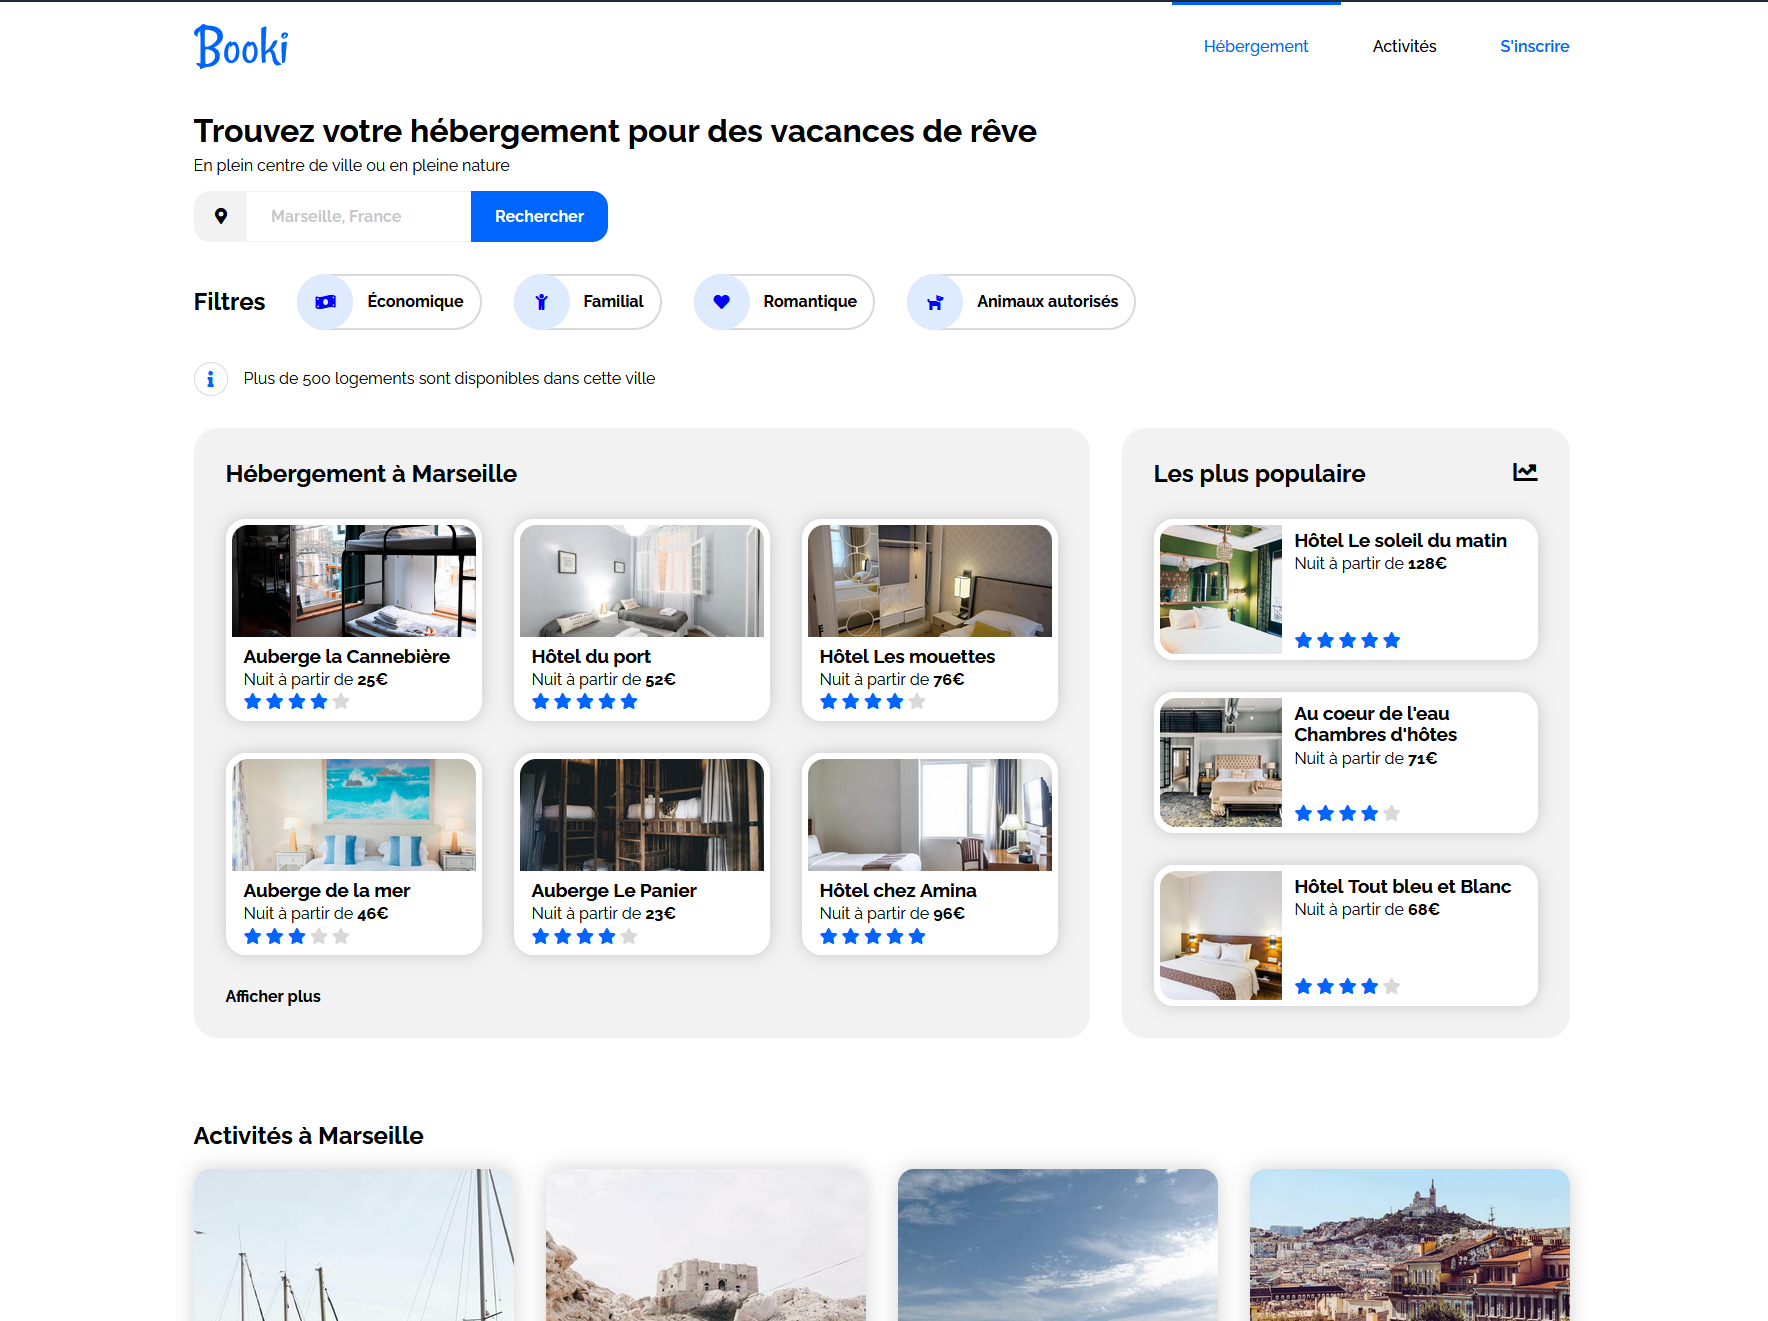 Booki
Hébergement
Activités
S'inscrire
Trouvez votre hébergement pour des vacances de rêve
En plein centre de ville ou en pleine nature
Marseille, France
Rechercher
Filtres
Économique
Familial
Romantique
Animaux autorisés
Plus de 500 logements sont disponibles dans cette ville
Hébergement à Marseille
Auberge la Cannebière
Nuit à partir de 25€
Hôtel du port
Nuit à partir de 52€
Hôtel Les mouettes
Nuit à partir de 76€
Auberge de la mer
Nuit à partir de 46€
Auberge Le Panier
Nuit à partir de 23€
Hôtel chez Amina
Nuit à partir de 96€
Afficher plus
Les plus populaire
Hôtel Le soleil du matin
Nuit à partir de 128€
Au coeur de l'eau
Chambres d'hôtes
Nuit à partir de 71€
Hôtel Tout bleu et Blanc
Nuit à partir de 68€
Activités à Marseille